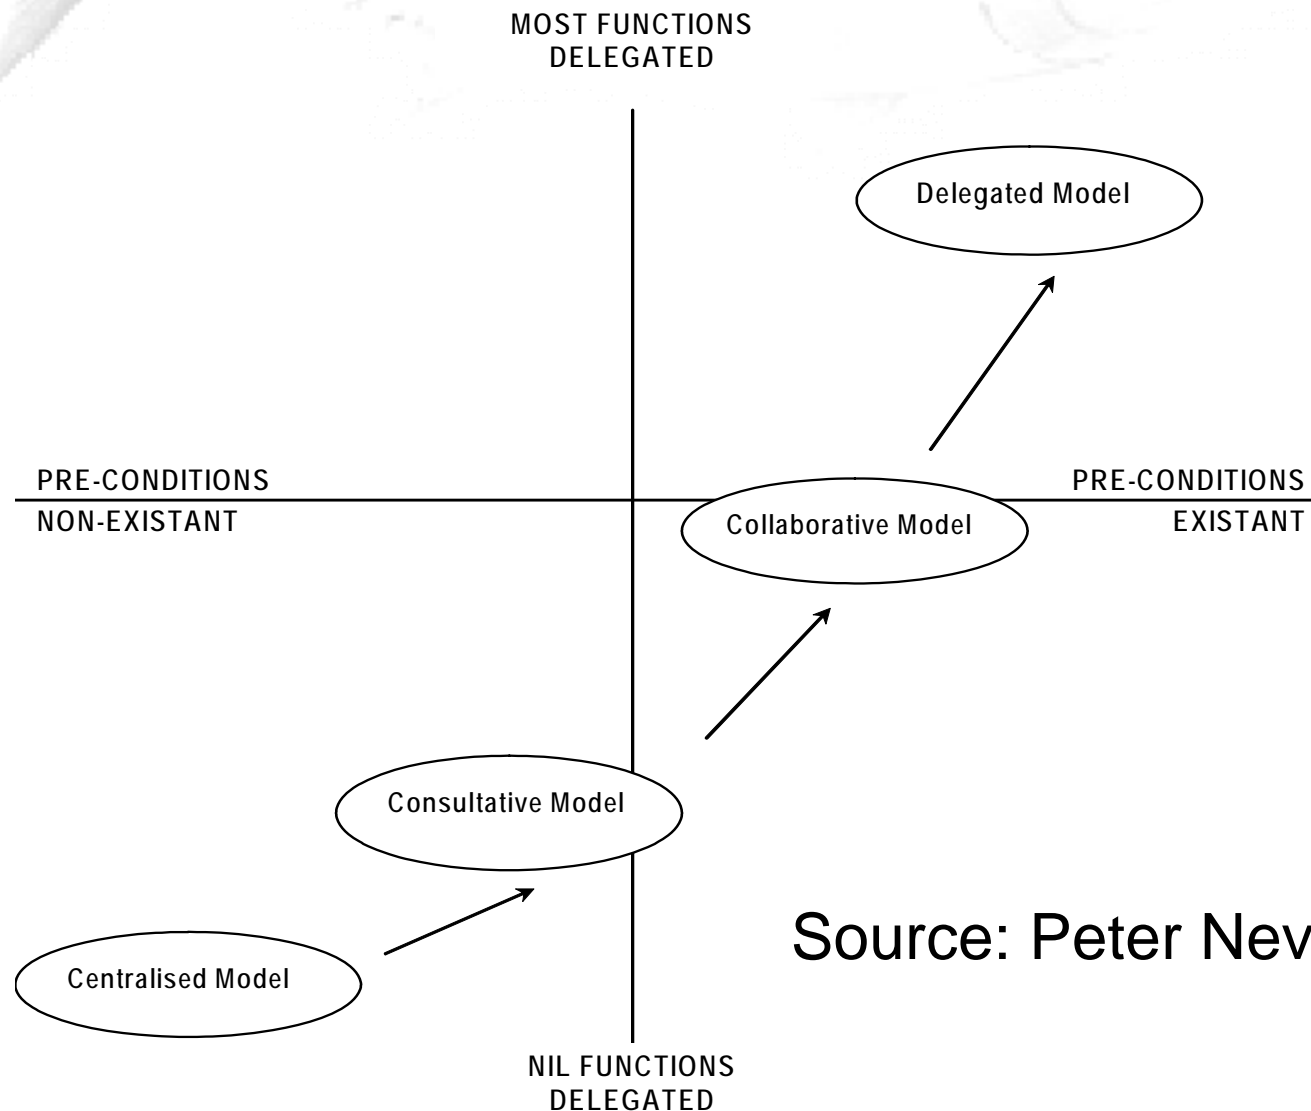 MOST FUNCTIONS
DELEGATED
Delegated Model
PRE-CONDITIONS
NON-EXISTANT
PRE-CONDITIONS
EXISTANT
Collaborative Model
Consultative Model
Centralised Model
Source: Peter Nev
NIL FUNCTIONS
DELEGATED